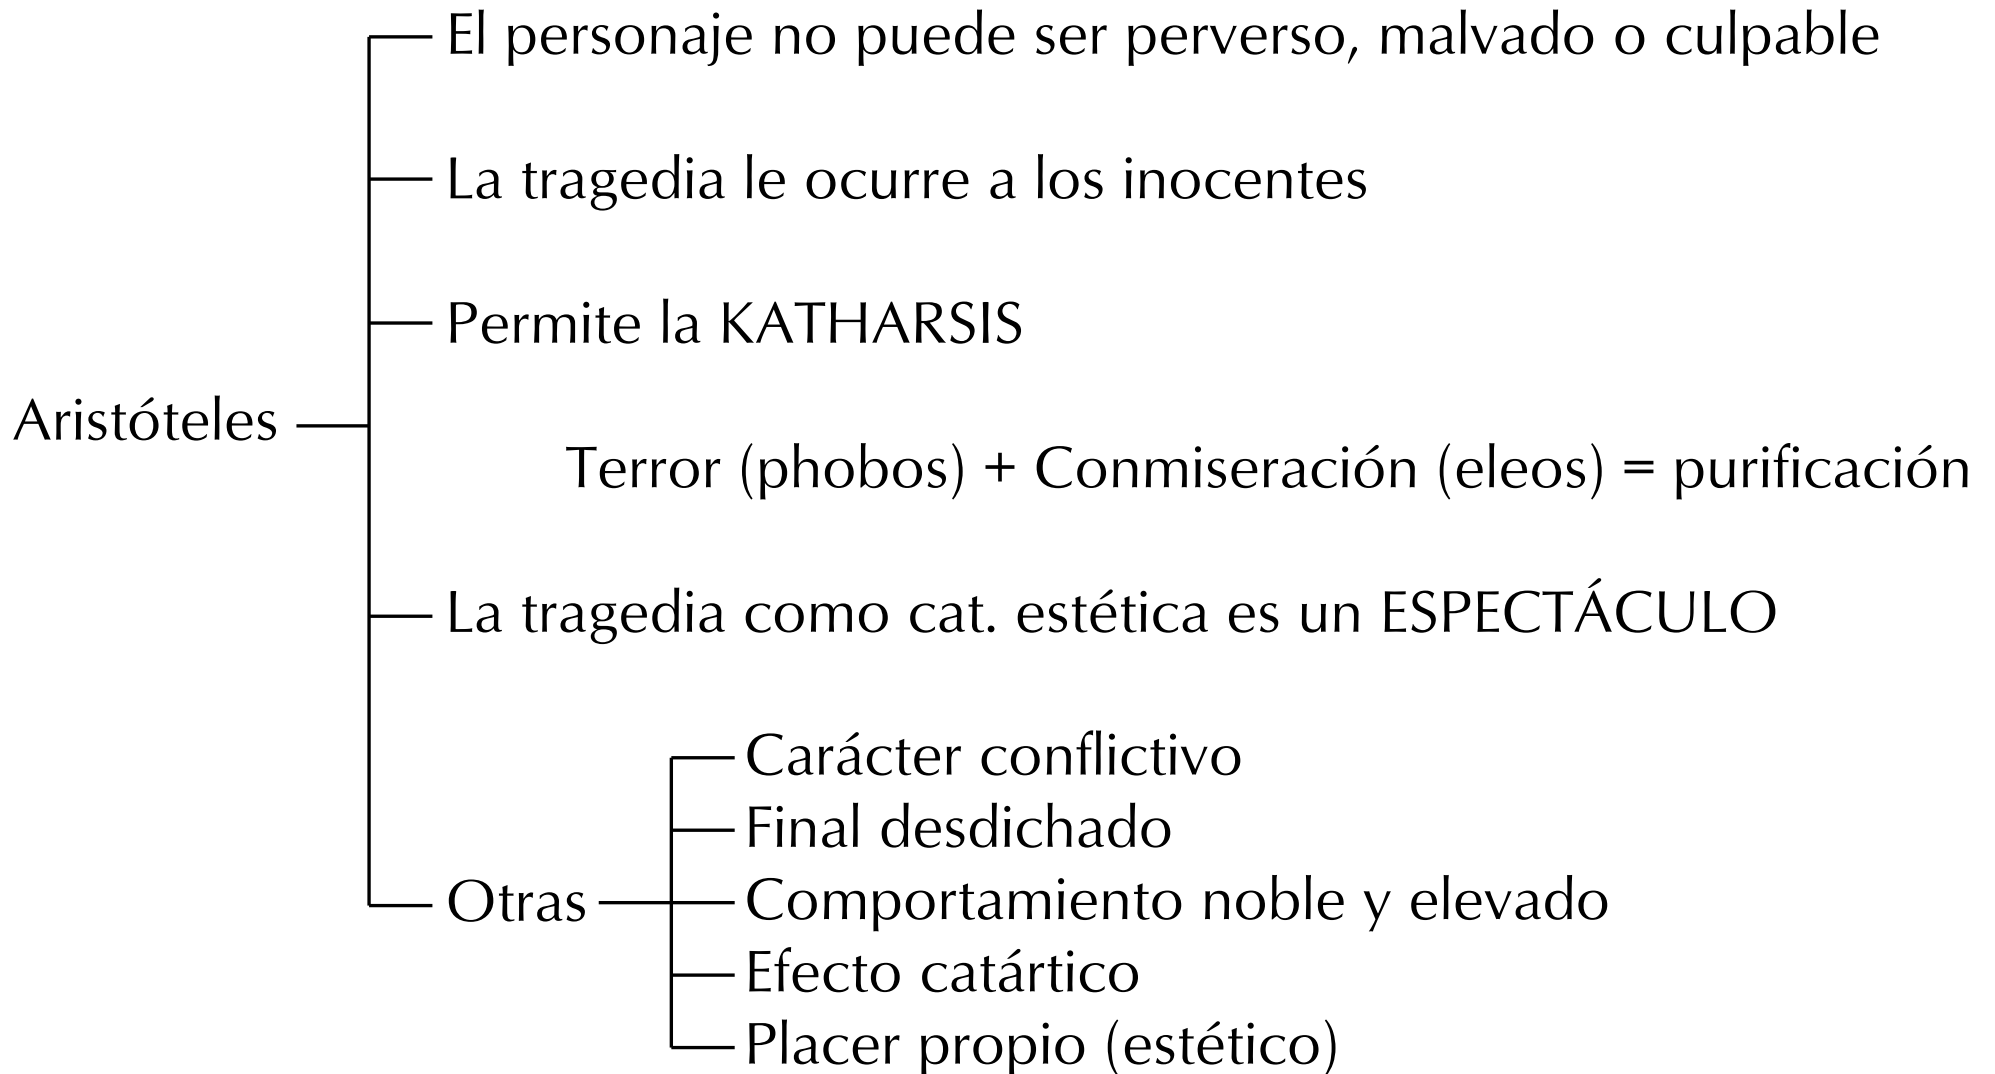 El personaje no puede ser perverso, malvado o culpable
La tragedia le ocurre a los inocentes
Permite la KATHARSIS
Aristóteles
Terror (phobos) + Conmiseración (eleos) = purificación
La tragedia como cat. estética es un ESPECTÁCULO
Carácter conflictivo
Final desdichado
Otras
Comportamiento noble y elevado
Efecto catártico
Placer propio (estético)